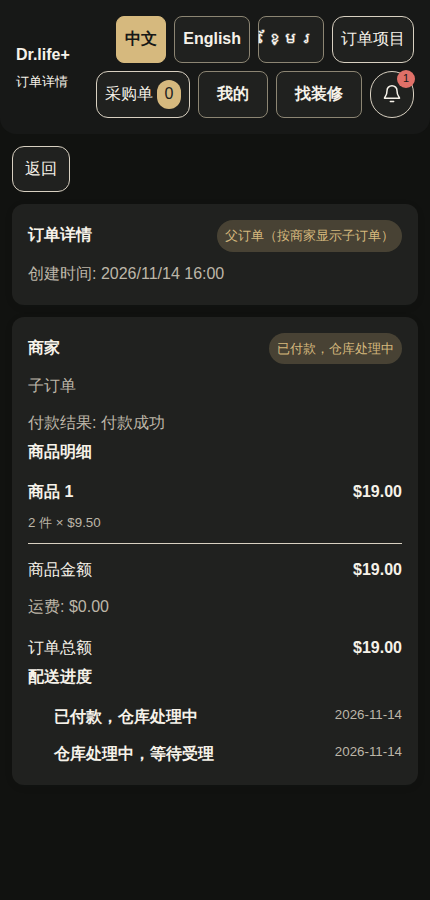 Dr.life+
订单详情
中文
English
ខ្មែរ
订单项目
采购单 0
我的
找装修
1
返回
订单详情
父订单（按商家显示子订单）
创建时间: 2026/11/14 16:00
商家
已付款，仓库处理中
子订单
付款结果: 付款成功
商品明细
商品 1 $19.00
2 件 × $9.50
商品金额 $19.00
运费: $0.00
订单总额 $19.00
配送进度
已付款，仓库处理中 2026-11-14
仓库处理中，等待受理 2026-11-14